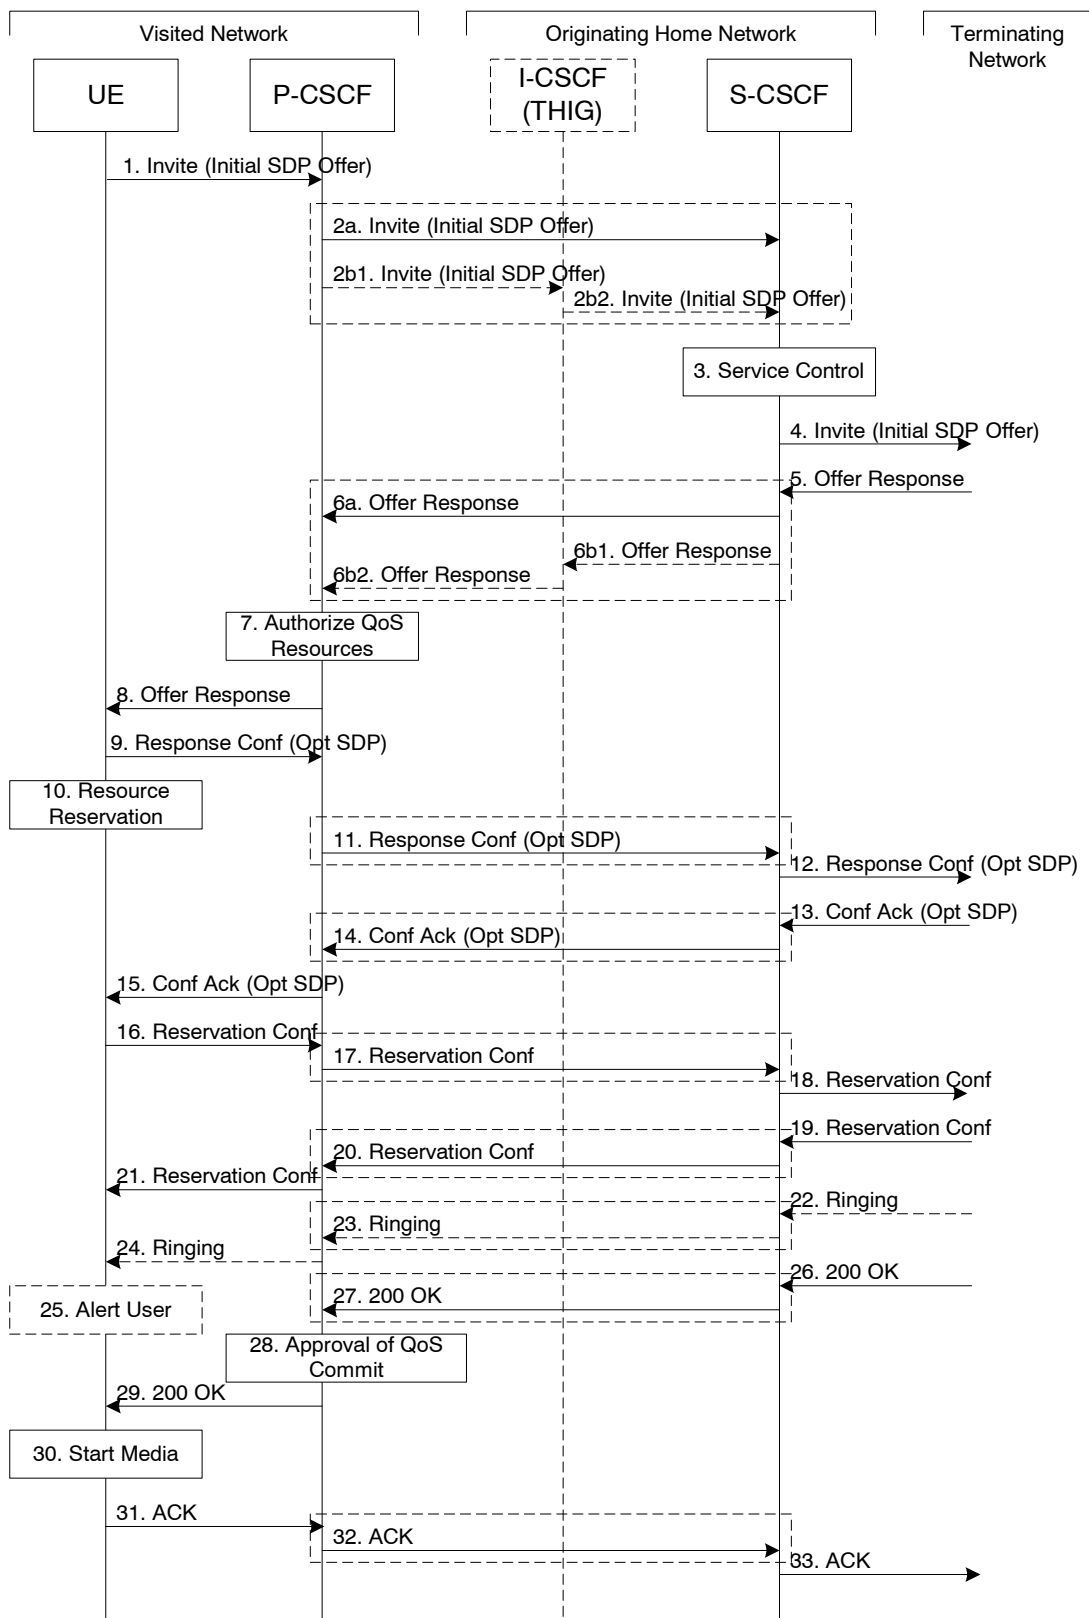 Visited Network
Originating Home Network
Terminating
Network
UE
P-CSCF
I-CSCF
(THIG)
S-CSCF
1. Invite (Initial SDP Offer)
2a. Invite (Initial SDP Offer)
2b1. Invite (Initial SDP Offer)
2b2. Invite (Initial SDP Offer)
3. Service Control
4. Invite (Initial SDP Offer)
5. Offer Response
6a. Offer Response
6b1. Offer Response
6b2. Offer Response
7. Authorize QoS
Resources
8. Offer Response
9. Response Conf (Opt SDP)
10. Resource
Reservation
11. Response Conf (Opt SDP)
12. Response Conf (Opt SDP)
13. Conf Ack (Opt SDP)
14. Conf Ack (Opt SDP)
15. Conf Ack (Opt SDP)
16. Reservation Conf
17. Reservation Conf
18. Reservation Conf
19. Reservation Conf
20. Reservation Conf
21. Reservation Conf
22. Ringing
23. Ringing
24. Ringing
25. Alert User
26. 200 OK
27. 200 OK
28. Approval of QoS
Commit
29. 200 OK
30. Start Media
31. ACK
32. ACK
33. ACK